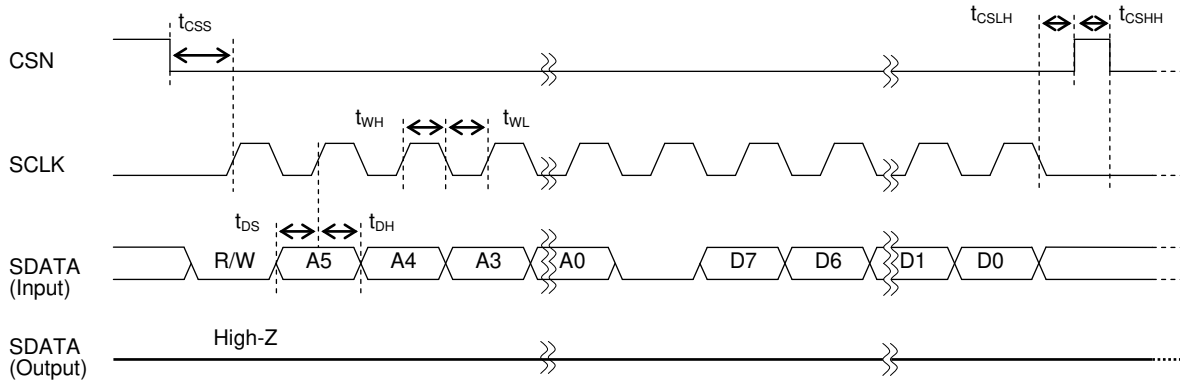 tCSS
tCSLH
tCSHH
CSN
tWH
tWL
SCLK
tDS
tDH
SDATA
(Input)
R/W A5 A4 A3 A0 D7 D6 D1 D0
SDATA
(Output)
High-Z